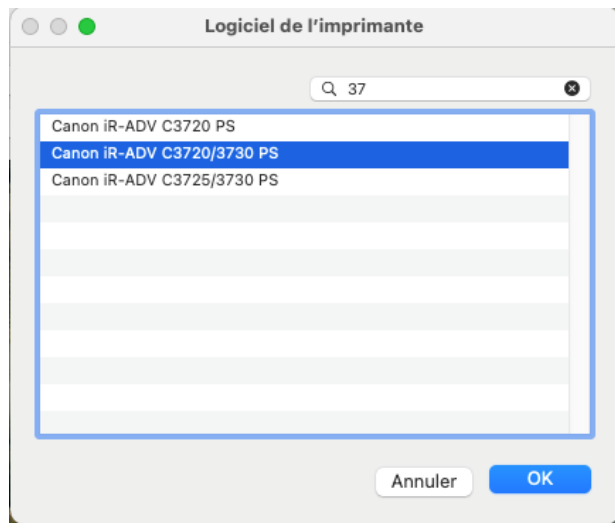 Logiciel de l’imprimante
37
Canon iR-ADV C3720 PS
Canon iR-ADV C3720/3730 PS
Canon iR-ADV C3725/3730 PS
Annuler OK